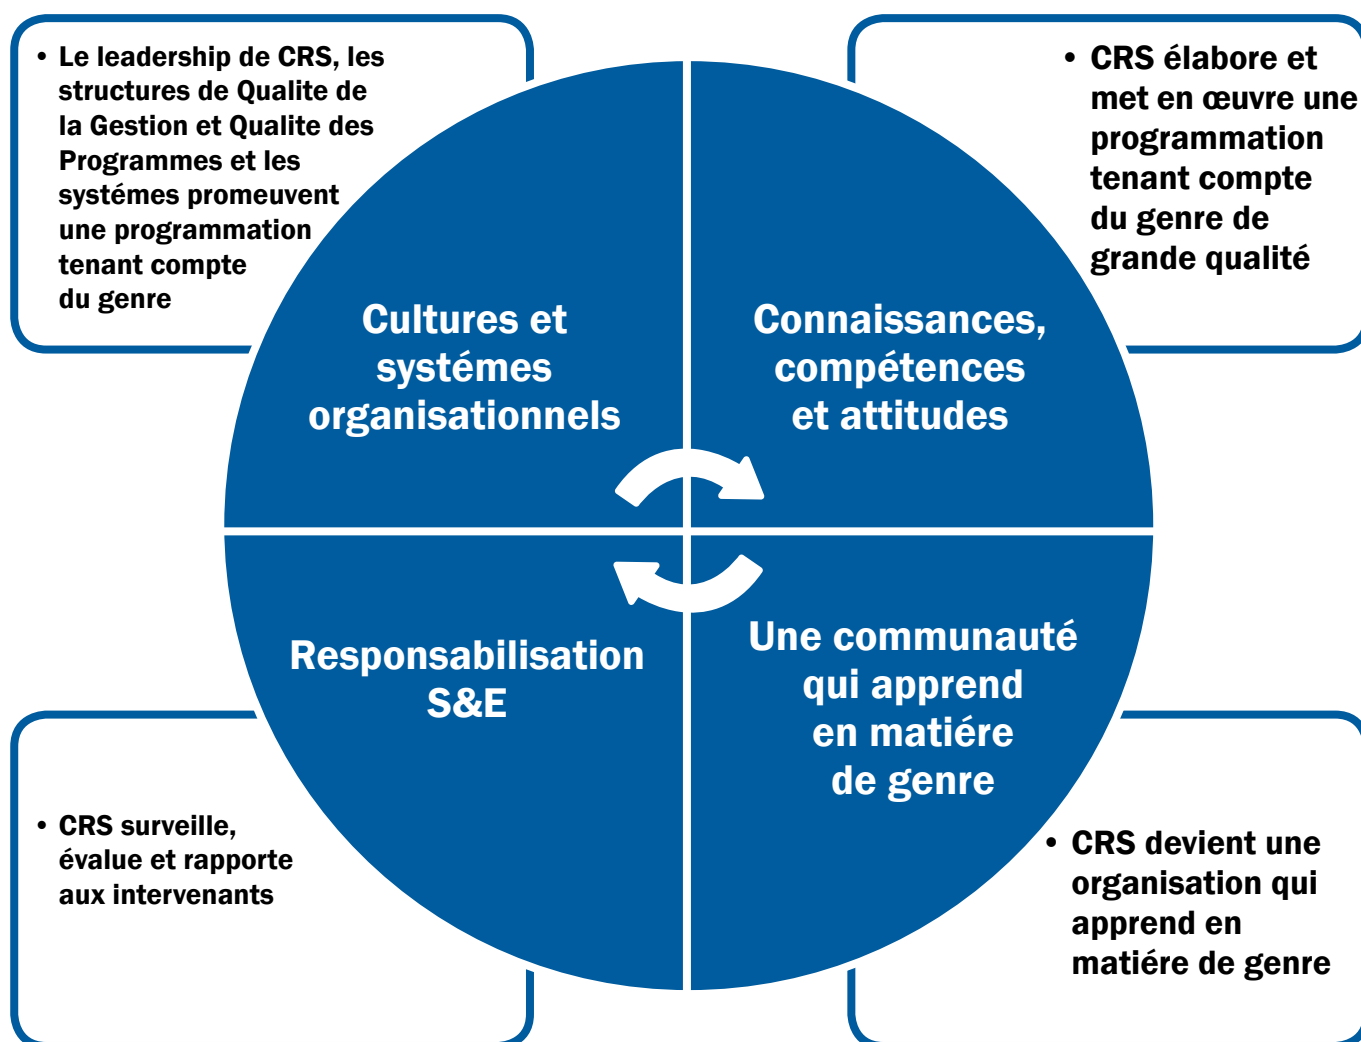 • Le leadership de CRS, les
structures de Qualite de
la Gestion et Qualite des
Programmes et les
systémes promeuvent
une programmation
tenant compte
du genre
• CRS élabore et
met en œuvre une
programmation
tenant compte
du genre de
grande qualité
Cultures et
systémes
organisationnels
Connaissances,
compétences
et attitudes
Responsabilisation
S&E
Une communauté
qui apprend
en matiére
de genre
• CRS surveille,
évalue et rapporte
aux intervenants
• CRS devient une
organisation qui
apprend en
matiére de genre